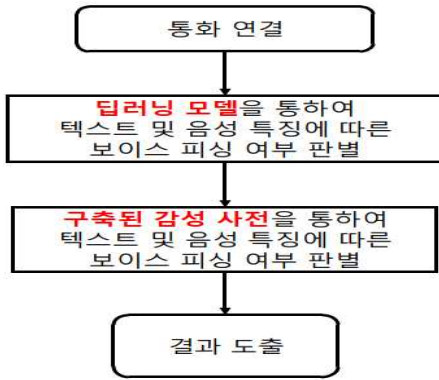 통화 연결
딥러닝 모델을 통하여
텍스트 및 음성 특징에 따른
보이스 피싱 여부 판별
구축된 감성 사전을 통하여
텍스트 및 음성 특징에 따른
보이스 피싱 여부 판별
결과 도출